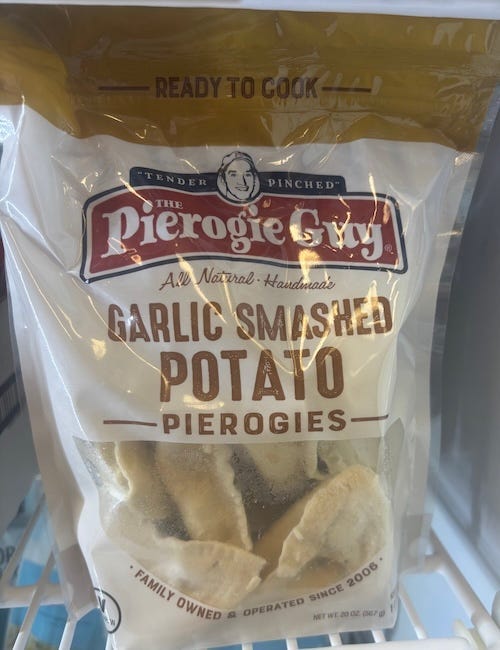 READY TO COOK
"TENDER PINCHED"
THE
Pierogie Guy®
All Natural · Handmade
GARLIC SMASHED
POTATO
PIEROGIES
· FAMILY OWNED & OPERATED SINCE 2006 ·
NET WT. 20 OZ. (567 g)